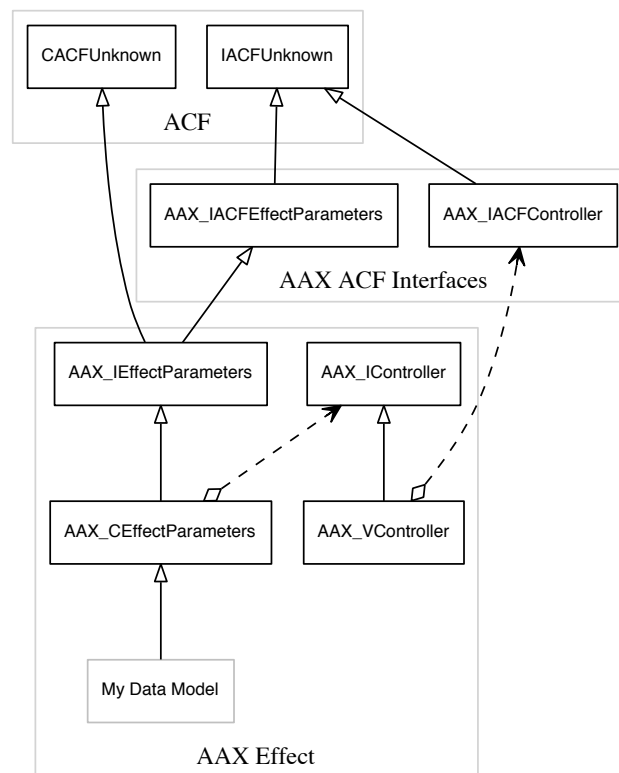 CACFUnknown
IACFUnknown
ACF
AAX_IACFEffectParameters
AAX_IACFController
AAX ACF Interfaces
AAX_IEffectParameters
AAX_IController
AAX_CEffectParameters
AAX_VController
My Data Model
AAX Effect